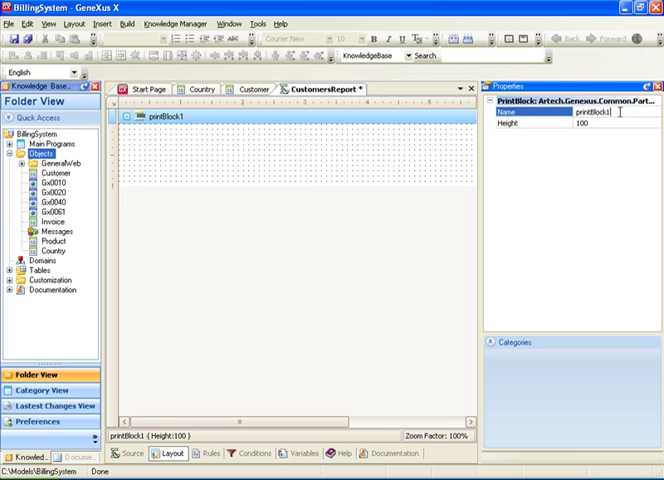 BillingSystem - GeneXus X
File Edit View Layout Insert Build Knowledge Manager Window Tools Help
Courier New 10 B I U
KnowledgeBase Search Back Forward
English
Knowledge Base...
Folder View
Quick Access
BillingSystem
Main Programs
Objects
GeneralWeb
Customer
Gx0010
Gx0020
Gx0040
Gx0061
Invoice
Messages
Product
Country
Domains
Tables
Customization
Documentation
Folder View
Category View
Lastest Changes View
Preferences
Knowled... Docume...
Start Page Country Customer CustomersReport *
printBlock1
printBlock1 { Height:100 } Zoom Factor: 100%
Source Layout Rules Conditions Variables Help Documentation
Properties
PrintBlock: Artech.Genexus.Common.Part...
Name printBlock1
Height 100
Categories
C:\Models\BillingSystem Done